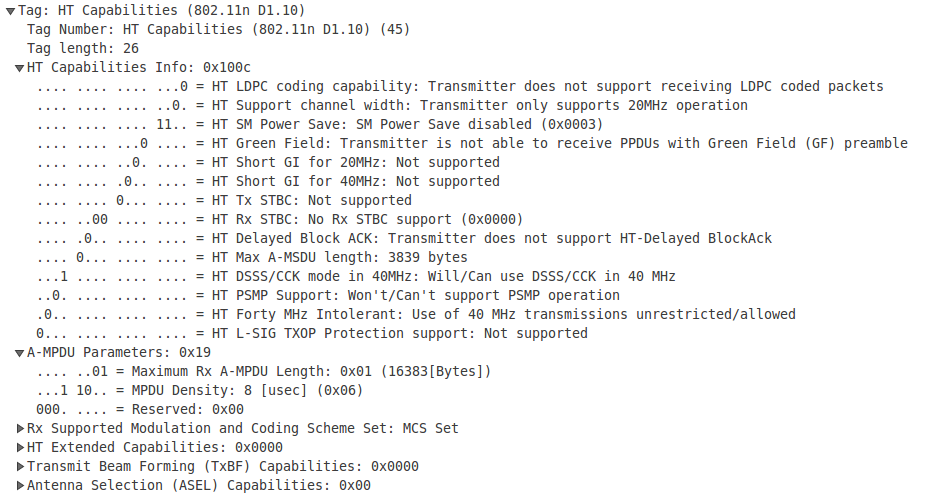 Tag: HT Capabilities (802.11n D1.10)
Tag Number: HT Capabilities (802.11n D1.10) (45)
Tag length: 26
HT Capabilities Info: 0x100c
.... .... .... ...0 = HT LDPC coding capability: Transmitter does not support receiving LDPC coded packets
.... .... .... ..0. = HT Support channel width: Transmitter only supports 20MHz operation
.... .... .... 11.. = HT SM Power Save: SM Power Save disabled (0x0003)
.... .... ...0 .... = HT Green Field: Transmitter is not able to receive PPDUs with Green Field (GF) preamble
.... .... ..0. .... = HT Short GI for 20MHz: Not supported
.... .... .0.. .... = HT Short GI for 40MHz: Not supported
.... .... 0... .... = HT Tx STBC: Not supported
.... ..00 .... .... = HT Rx STBC: No Rx STBC support (0x0000)
.... .0.. .... .... = HT Delayed Block ACK: Transmitter does not support HT-Delayed BlockAck
.... 0... .... .... = HT Max A-MSDU length: 3839 bytes
...1 .... .... .... = HT DSSS/CCK mode in 40MHz: Will/Can use DSSS/CCK in 40 MHz
..0. .... .... .... = HT PSMP Support: Won't/Can't support PSMP operation
.0.. .... .... .... = HT Forty MHz Intolerant: Use of 40 MHz transmissions unrestricted/allowed
0... .... .... .... = HT L-SIG TXOP Protection support: Not supported
A-MPDU Parameters: 0x19
.... ..01 = Maximum Rx A-MPDU Length: 0x01 (16383[Bytes])
...1 10.. = MPDU Density: 8 [usec] (0x06)
000. .... = Reserved: 0x00
Rx Supported Modulation and Coding Scheme Set: MCS Set
HT Extended Capabilities: 0x0000
Transmit Beam Forming (TxBF) Capabilities: 0x0000
Antenna Selection (ASEL) Capabilities: 0x00